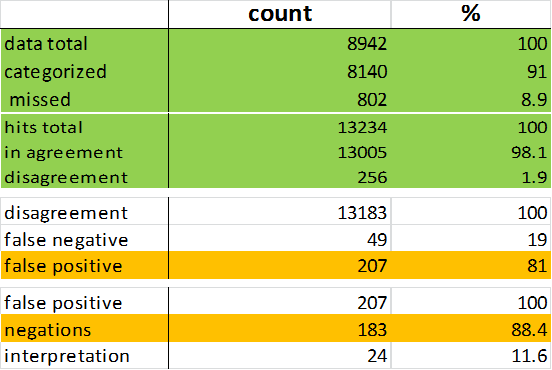 count %
data total 8942 100
categorized 8140 91
missed 802 8.9
hits total 13234 100
in agreement 13005 98.1
disagreement 256 1.9
disagreement 13183 100
false negative 49 19
false positive 207 81
false positive 207 100
negations 183 88.4
interpretation 24 11.6